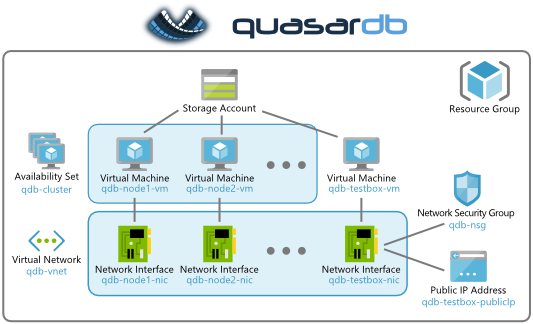 quasardb
Storage Account
Resource Group
Availability Set
qdb-cluster
Virtual Machine
qdb-node1-vm
Virtual Machine
qdb-node2-vm
Virtual Machine
qdb-testbox-vm
Network Security Group
qdb-nsg
Virtual Network
qdb-vnet
Network Interface
qdb-node1-nic
Network Interface
qdb-node2-nic
Network Interface
qdb-testbox-nic
IP
Public IP Address
qdb-testbox-publicIp